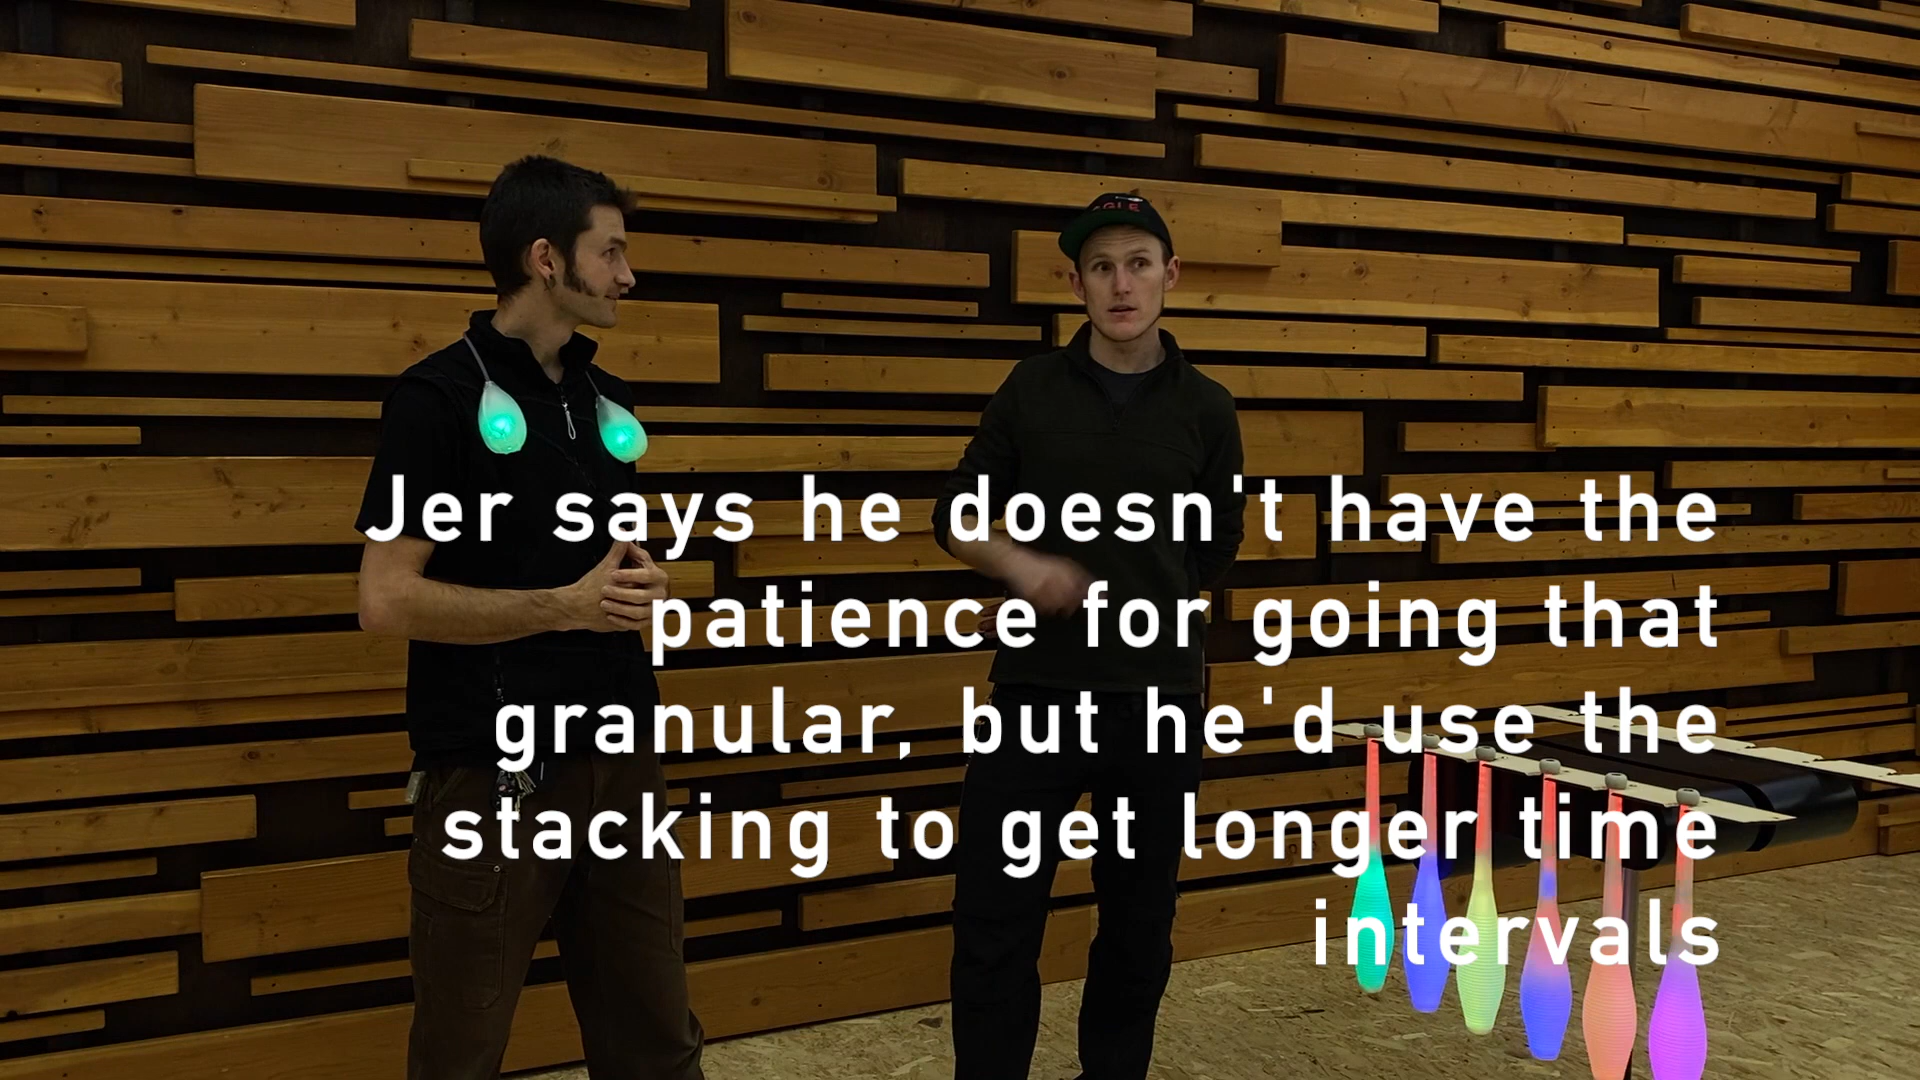 AGLE
Jer says he doesn't have the
patience for going that
granular, but he'd use the
stacking to get longer time
intervals